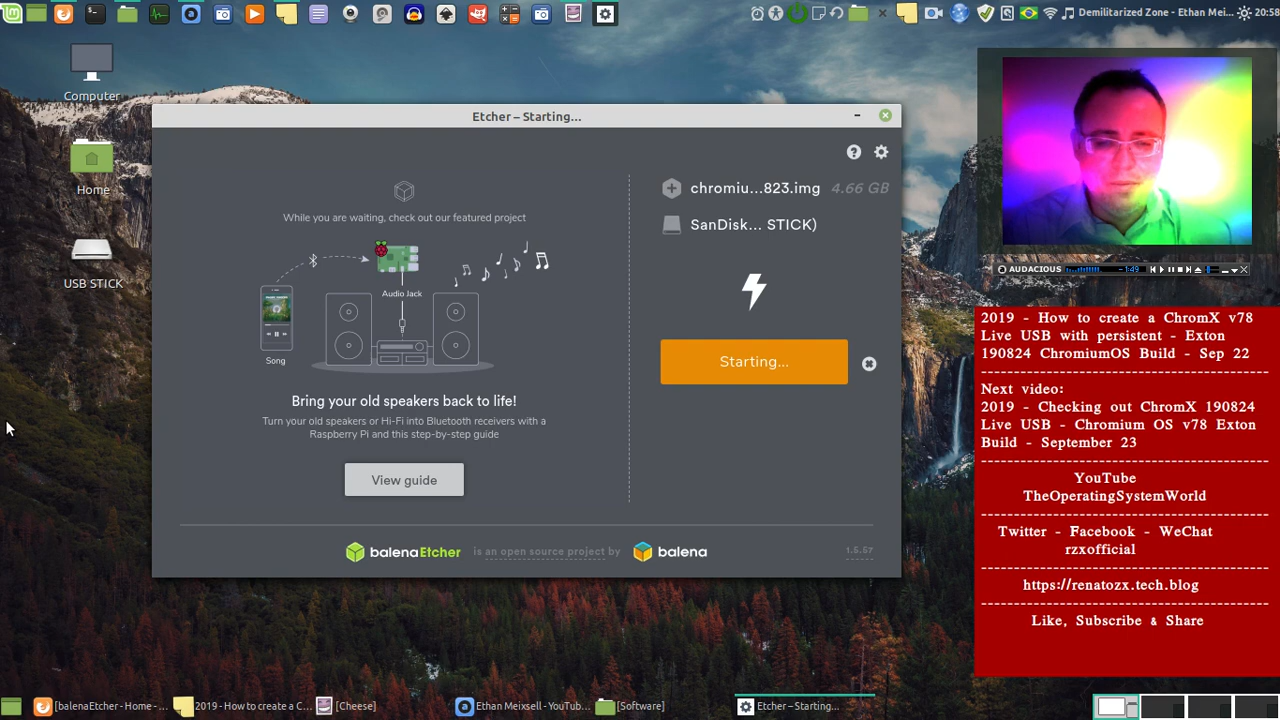 Demilitarized Zone - Ethan Mei... 20:58
Computer
Home
USB STICK
Etcher – Starting...
While you are waiting, check out our featured project
Audio Jack
Song
Bring your old speakers back to life!
Turn your old speakers or Hi-Fi into Bluetooth receivers with a
Raspberry Pi and this step-by-step guide
View guide
chromiu...823.img 4.66 GB
SanDisk... STICK)
Starting...
balenaEtcher is an open source project by balena 1.5.57
AUDACIOUS -1:49
2019 - How to create a ChromX v78
Live USB with persistent - Exton
190824 ChromiumOS Build - Sep 22
Next video:
2019 - Checking out ChromX 190824
Live USB - Chromium OS v78 Exton
Build - September 23
YouTube
TheOperatingSystemWorld
Twitter - Facebook - WeChat
rzxofficial
https://renatozx.tech.blog
Like, Subscribe & Share
[balenaEtcher - Home - ... 2019 - How to create a C... [Cheese] Ethan Meixsell - YouTub... [Software] Etcher – Starting...